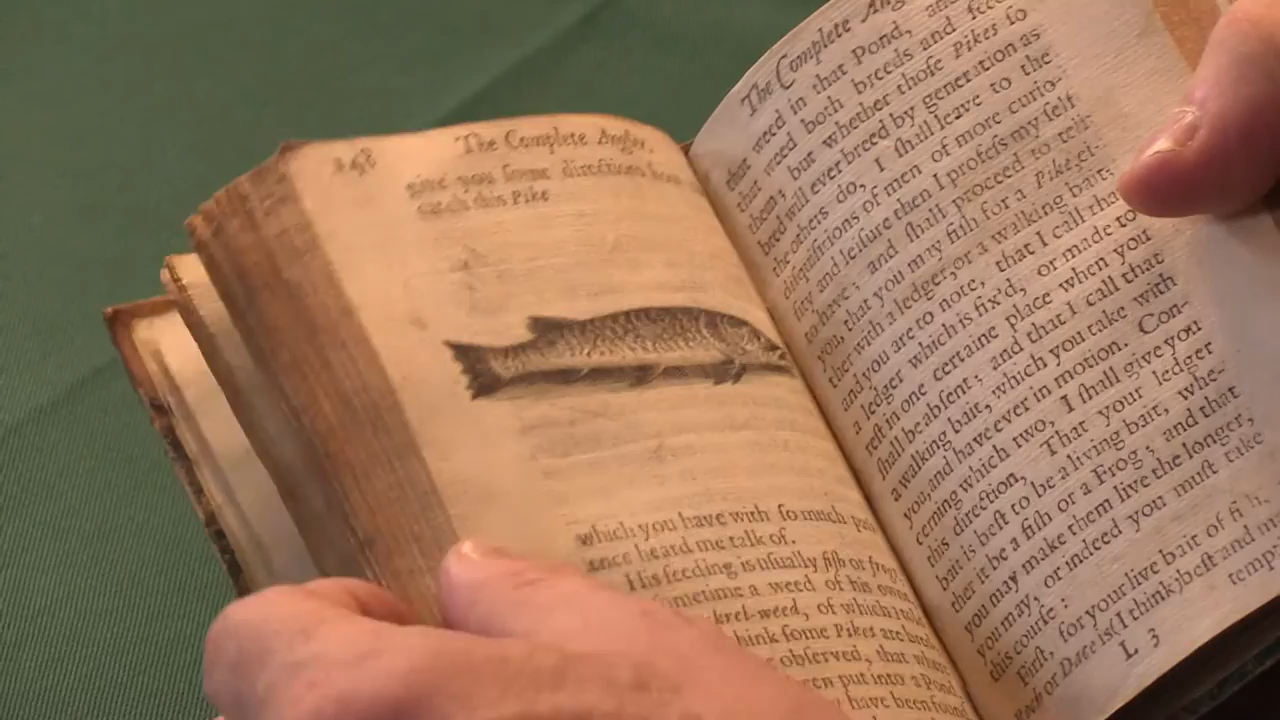 148 The Complete Angler.
give you some directions how
catch this Pike
which you have with so much pati
ence heard me talk of.
His feeding is usually fish or frogs,
sometime a weed of his owne
krel-weed, of which I told
think some Pikes are bred
observed, that where
been put into a Pond,
have been found
The Complete Ang
that weed in that Pond, and
that weed both breeds and feeds
them; but whether those Pikes so
bred will ever breed by generation as
the others do, I shall leave to the
disquisitions of men of more curio-
sity and leisure then I profess my self
to have; and shall proceed to tell
you, that you may fish for a Pike, ei-
ther with a ledger, or a walking bait;
and you are to note, that I call that
a ledger which is fix'd, or made to
rest in one certaine place when you
shall be absent; and that I call that
a walking bait, which you take with
you, and have ever in motion. Con-
cerning which two, I shall give you
this direction, That your ledger
bait is best to be a living bait, whe-
ther it be a fish or a Frog; and that
you may make them live the longer,
you may, or indeed you must take
this course:
First, for your live bait of fish,
Roch or Dace is (I think) best and m
L 3 temp